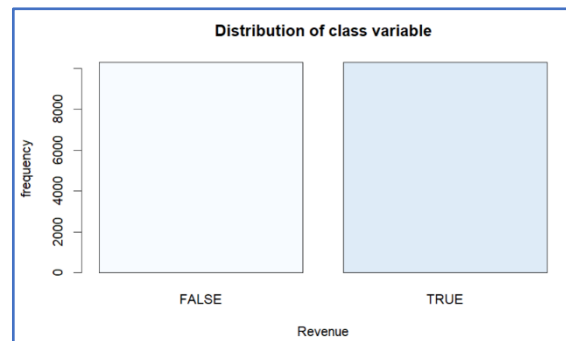 Distribution of class variable
frequency
8000
6000
4000
2000
0
FALSE
TRUE
Revenue